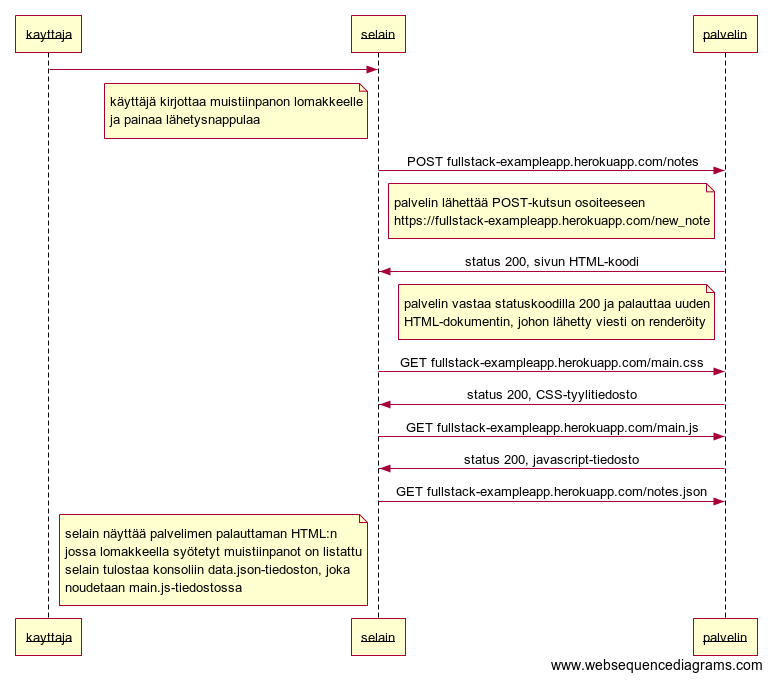 kayttaja
selain
palvelin
käyttäjä kirjottaa muistiinpanon lomakkeelle
ja painaa lähetysnappulaa
POST fullstack-exampleapp.herokuapp.com/notes
palvelin lähettää POST-kutsun osoiteeseen
https://fullstack-exampleapp.herokuapp.com/new_note
status 200, sivun HTML-koodi
palvelin vastaa statuskoodilla 200 ja palauttaa uuden
HTML-dokumentin, johon lähetty viesti on renderöity
GET fullstack-exampleapp.herokuapp.com/main.css
status 200, CSS-tyylitiedosto
GET fullstack-exampleapp.herokuapp.com/main.js
status 200, javascript-tiedosto
GET fullstack-exampleapp.herokuapp.com/notes.json
selain näyttää palvelimen palauttaman HTML:n
jossa lomakkeella syötetyt muistiinpanot on listattu
selain tulostaa konsoliin data.json-tiedoston, joka
noudetaan main.js-tiedostossa
kayttaja
selain
palvelin
www.websequencediagrams.com